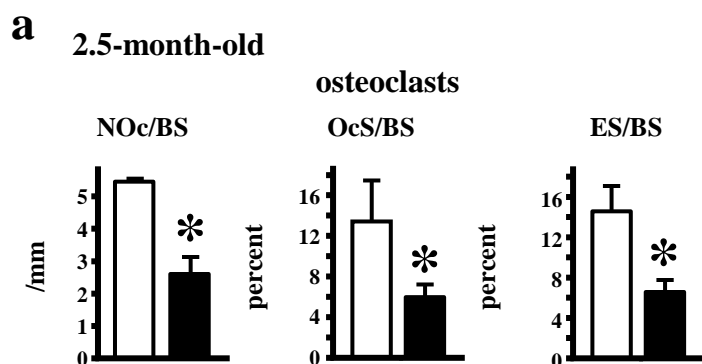 a
2.5-month-old
osteoclasts
NOc/BS
OcS/BS
ES/BS
/mm
5
4
3
2
1
0
*
percent
16
12
8
4
0
*
percent
16
12
8
4
0
*